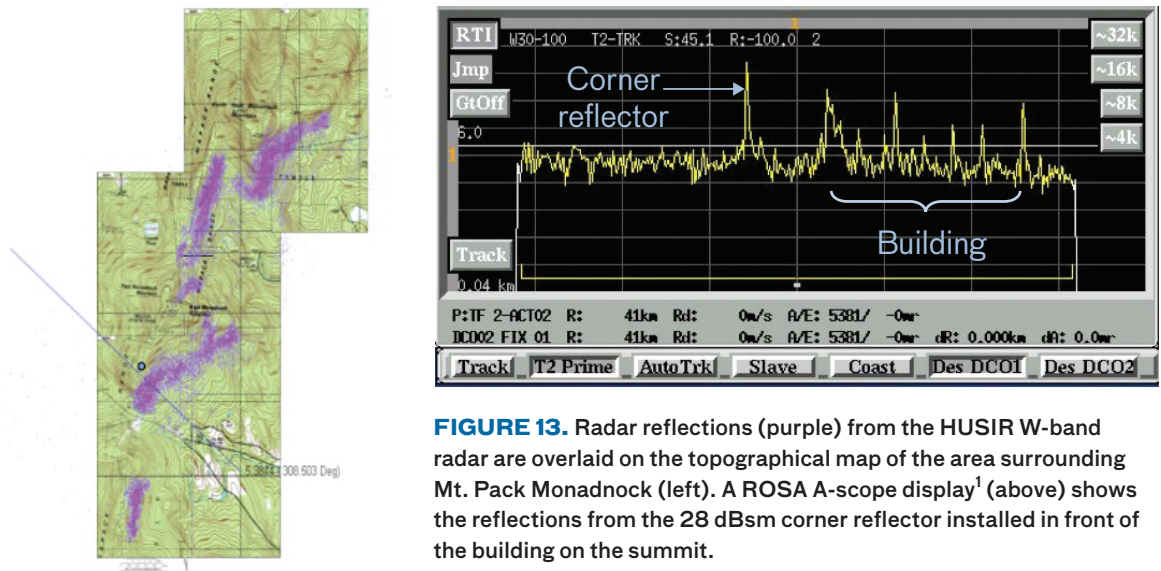 TEMPLE
5.3844 (308.503 Deg)
RTI W30-100 T2-TRK S:45.1 R:-100.0 2
~32k
Jmp
~16k
GtOff
~8k
~4k
6.0
1
1
Corner
reflector
Building
Track
0.04 km
P:TF 2-ACT02 R: 41km Rd: 0m/s A/E: 5381/ -0mr
DCO02 FIX 01 R: 41km Rd: 0m/s A/E: 5381/ -0mr dR: 0.000km dA: 0.0mr
Track T2 Prime AutoTrk Slave Coast Des DCO1 Des DCO2
FIGURE 13. Radar reflections (purple) from the HUSIR W-band
radar are overlaid on the topographical map of the area surrounding
Mt. Pack Monadnock (left). A ROSA A-scope display¹ (above) shows
the reflections from the 28 dBsm corner reflector installed in front of
the building on the summit.